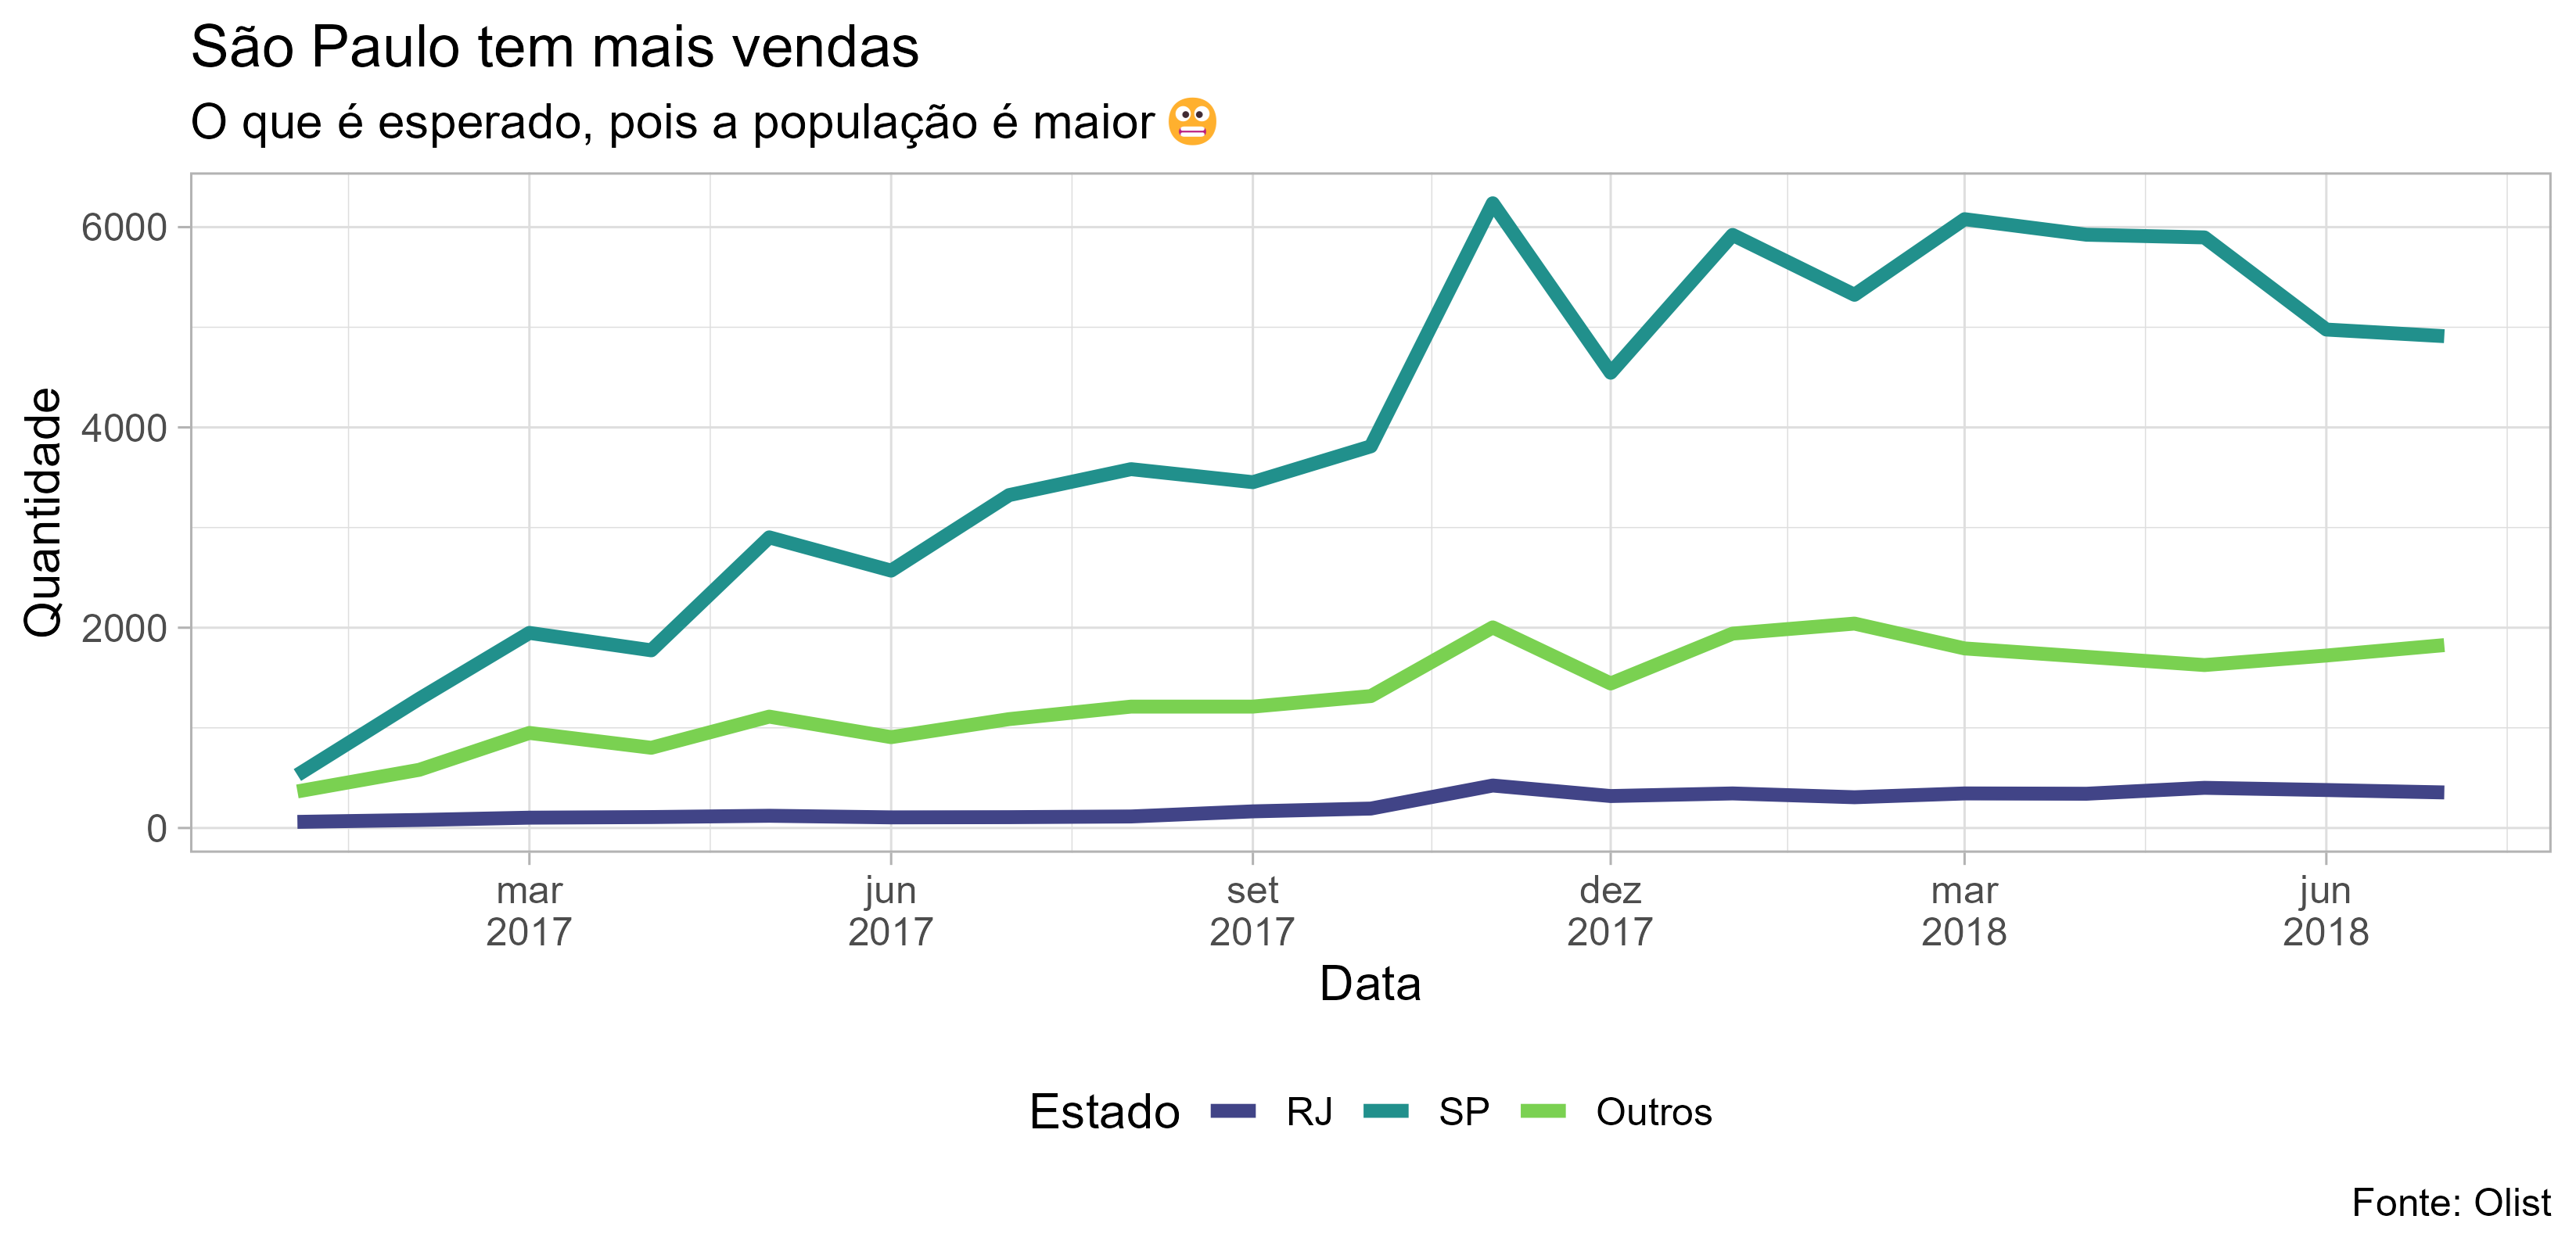 São Paulo tem mais vendas
O que é esperado, pois a população é maior 😬
Quantidade
6000
4000
2000
0
mar jun set dez mar jun
2017 2017 2017 2017 2018 2018
Data
Estado RJ SP Outros
Fonte: Olist